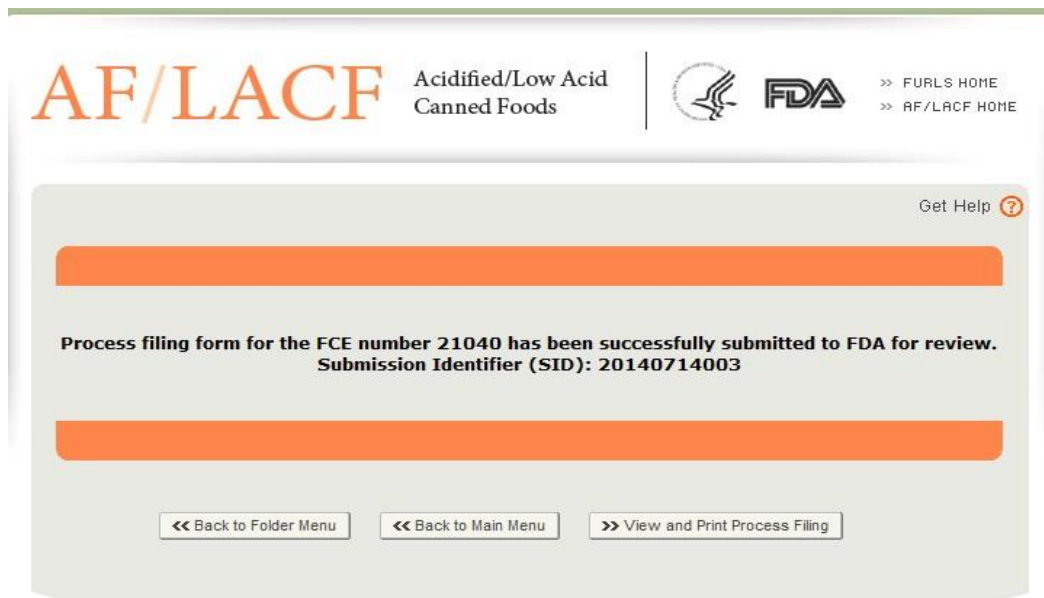 AF/LACF
Acidified/Low Acid
Canned Foods
FDA
>> FURLS HOME
>> AF/LACF HOME
Get Help ?
Process filing form for the FCE number 21040 has been successfully submitted to FDA for review.
Submission Identifier (SID): 20140714003
<< Back to Folder Menu
<< Back to Main Menu
>> View and Print Process Filing